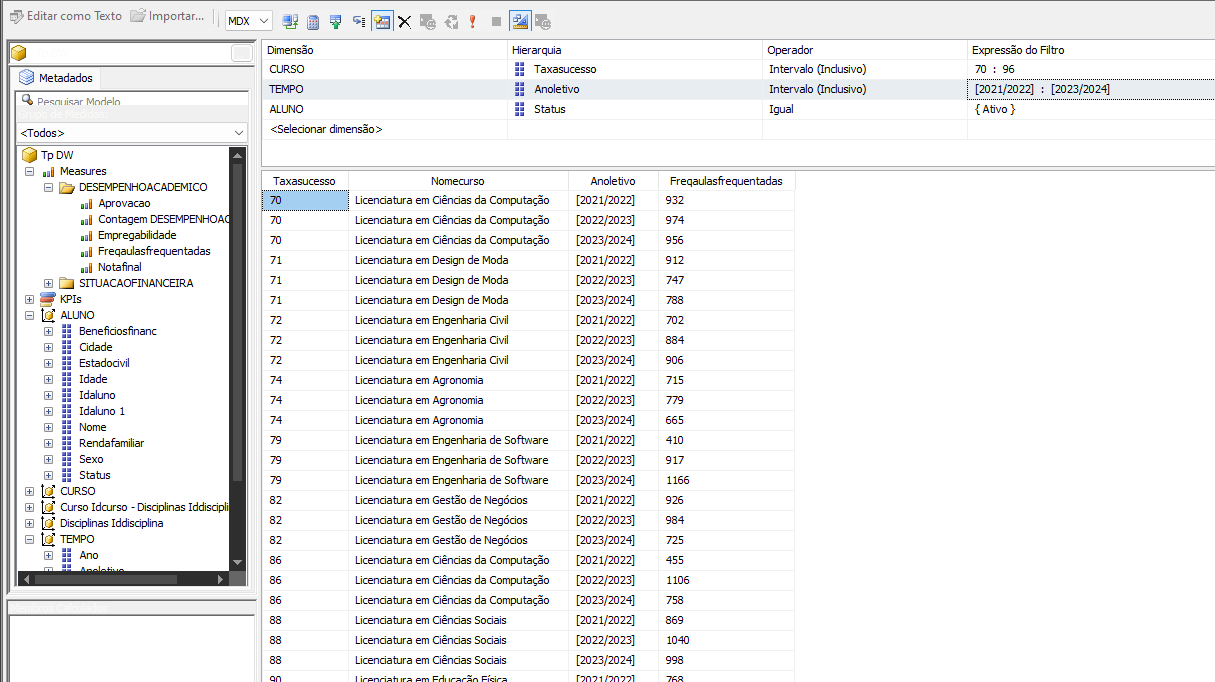 Editar como Texto Importar... MDX
Metadados
Pesquisar Modelo
<Todos>
Tp DW
Measures
DESEMPENHOACADEMICO
Aprovacao
Contagem DESEMPENHOAC
Empregabilidade
Freqaulasfrequentadas
Notafinal
SITUACAOFINANCEIRA
KPIs
ALUNO
Beneficiosfinanc
Cidade
Estadocivil
Idade
Idaluno
Idaluno 1
Nome
Rendafamiliar
Sexo
Status
CURSO
Curso Idcurso - Disciplinas Iddiscipli
Disciplinas Iddisciplina
TEMPO
Ano
Anoletivo
Dimensão Hierarquia Operador Expressão do Filtro
CURSO Taxasucesso Intervalo (Inclusivo) 70 : 96
TEMPO Anoletivo Intervalo (Inclusivo) [2021/2022] : [2023/2024]
ALUNO Status Igual { Ativo }
<Selecionar dimensão>
Taxasucesso Nomecurso Anoletivo Freqaulasfrequentadas
70 Licenciatura em Ciências da Computação [2021/2022] 932
70 Licenciatura em Ciências da Computação [2022/2023] 974
70 Licenciatura em Ciências da Computação [2023/2024] 956
71 Licenciatura em Design de Moda [2021/2022] 912
71 Licenciatura em Design de Moda [2022/2023] 747
71 Licenciatura em Design de Moda [2023/2024] 788
72 Licenciatura em Engenharia Civil [2021/2022] 702
72 Licenciatura em Engenharia Civil [2022/2023] 884
72 Licenciatura em Engenharia Civil [2023/2024] 906
74 Licenciatura em Agronomia [2021/2022] 715
74 Licenciatura em Agronomia [2022/2023] 779
74 Licenciatura em Agronomia [2023/2024] 665
79 Licenciatura em Engenharia de Software [2021/2022] 410
79 Licenciatura em Engenharia de Software [2022/2023] 917
79 Licenciatura em Engenharia de Software [2023/2024] 1166
82 Licenciatura em Gestão de Negócios [2021/2022] 926
82 Licenciatura em Gestão de Negócios [2022/2023] 984
82 Licenciatura em Gestão de Negócios [2023/2024] 725
86 Licenciatura em Ciências da Computação [2021/2022] 455
86 Licenciatura em Ciências da Computação [2022/2023] 1106
86 Licenciatura em Ciências da Computação [2023/2024] 758
88 Licenciatura em Ciências Sociais [2021/2022] 869
88 Licenciatura em Ciências Sociais [2022/2023] 1040
88 Licenciatura em Ciências Sociais [2023/2024] 998
90 Licenciatura em Educação Física [2021/2022] 768